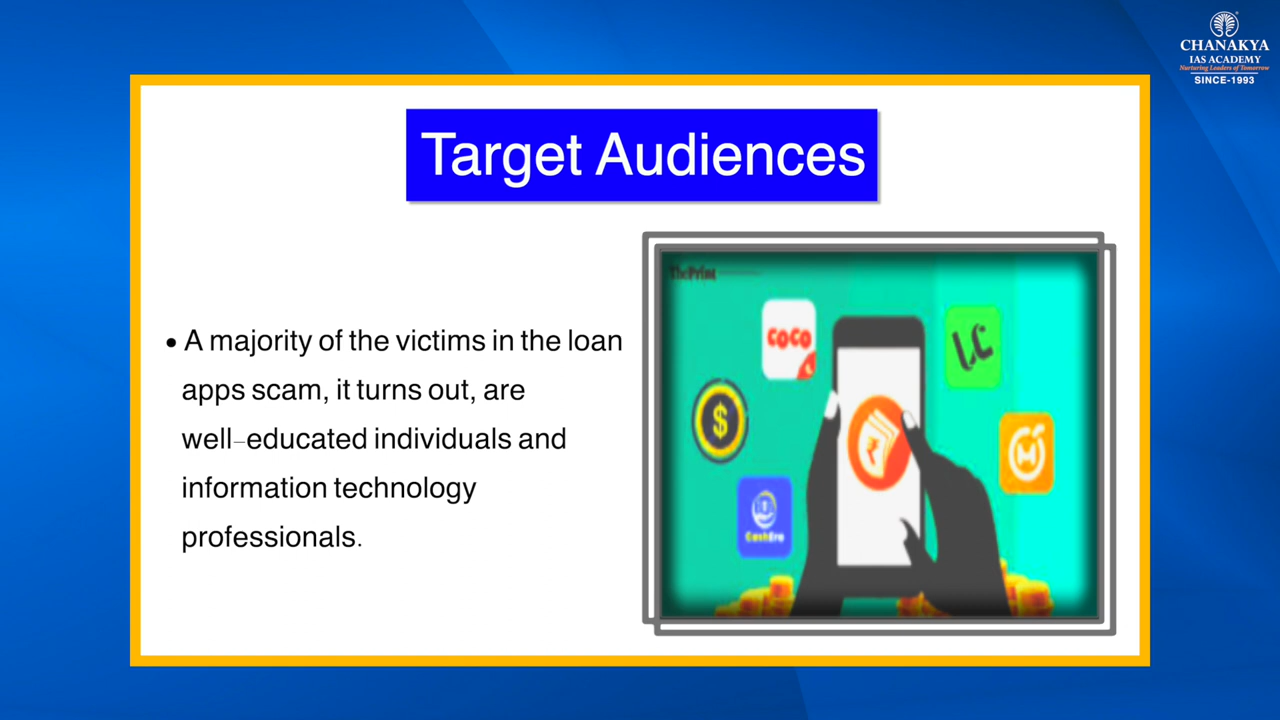 CHANAKYA
IAS ACADEMY
Nurturing Leaders of Tomorrow
SINCE-1993
Target Audiences
• A majority of the victims in the loan
apps scam, it turns out, are
well-educated individuals and
information technology
professionals.
ThePrint
COCO
LC
$
₹
CashEra